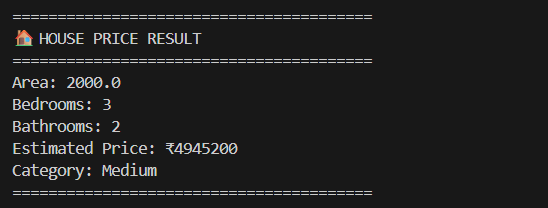 ========================================
🏠 HOUSE PRICE RESULT
========================================
Area: 2000.0
Bedrooms: 3
Bathrooms: 2
Estimated Price: ₹4945200
Category: Medium
========================================